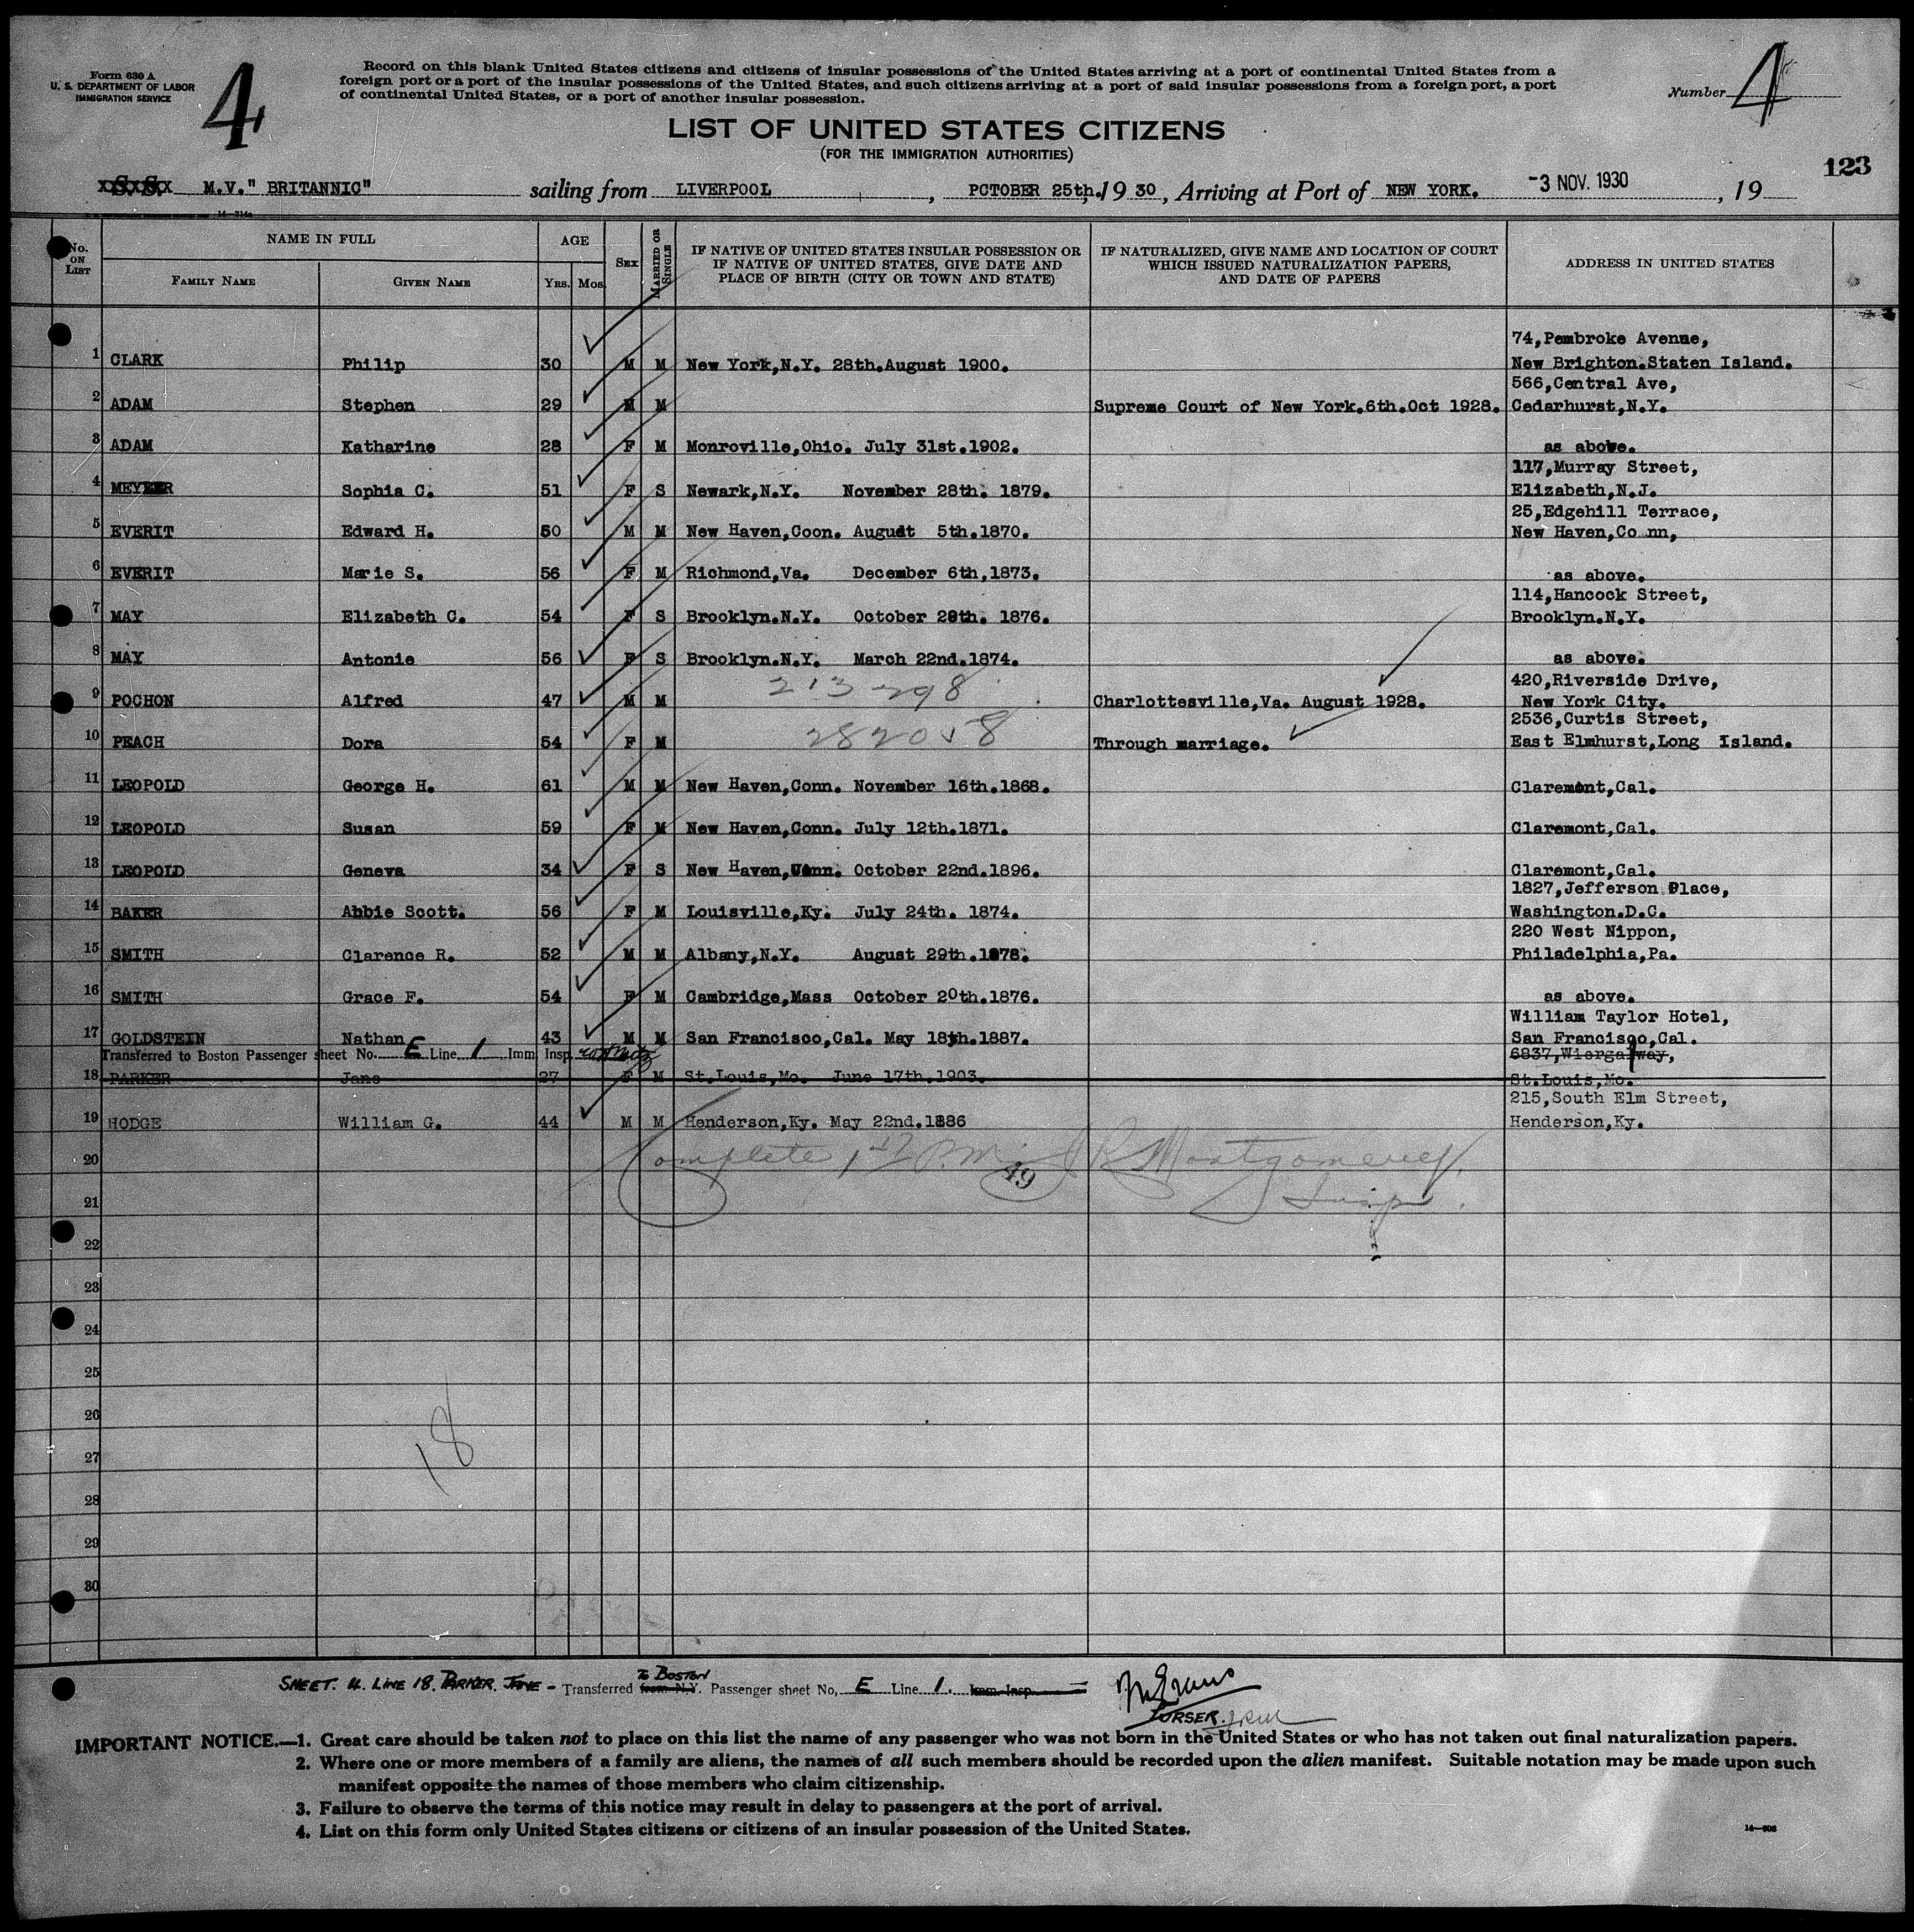 Form 630 A
U. S. DEPARTMENT OF LABOR
IMMIGRATION SERVICE
4
Record on this blank United States citizens and citizens of insular possessions of the United States arriving at a port of continental United States from a
foreign port or a port of the insular possessions of the United States, and such citizens arriving at a port of said insular possessions from a foreign port, a port
of continental United States, or a port of another insular possession.
Number 4
LIST OF UNITED STATES CITIZENS
(FOR THE IMMIGRATION AUTHORITIES)
123
S.S. M.V." BRITANNIC" sailing from LIVERPOOL, PCTOBER 25th. 19 30, Arriving at Port of NEW YORK. -3 NOV. 1930, 19
No. ON LIST
NAME IN FULL
FAMILY NAME GIVEN NAME
AGE
YRS. MOS.
SEX
MARRIED OR SINGLE
IF NATIVE OF UNITED STATES INSULAR POSSESSION OR
IF NATIVE OF UNITED STATES, GIVE DATE AND
PLACE OF BIRTH (CITY OR TOWN AND STATE)
IF NATURALIZED, GIVE NAME AND LOCATION OF COURT
WHICH ISSUED NATURALIZATION PAPERS,
AND DATE OF PAPERS
ADDRESS IN UNITED STATES
74,Pembroke Avenue,
1 CLARK Philip 30 M M New York,N.Y. 28th.August 1900. New Brighton.Staten Island.
566,Central Ave,
2 ADAM Stephen 29 M M Supreme Court of New York.6th.Oct 1928. Cedarhurst,N.Y.
3 ADAM Katharine 28 F M Monroville,Ohio. July 31st.1902. as above.
117,Murray Street,
4 MEYER Sophia C. 51 F S Newark,N.Y. November 28th. 1879. Elizabeth,N.J.
25,Edgehill Terrace,
5 EVERIT Edward H. 50 M M New Haven,Coon. August 5th.1870. New Haven,Co nn,
6 EVERIT Marie S. 56 F M Richmond,Va. December 6th.1873. as above.
114,Hancock Street,
7 MAY Elizabeth C. 54 F S Brooklyn.N.Y. October 28th. 1876. Brooklyn.N.Y.
8 MAY Antonie 56 F S Brooklyn.N.Y. March 22nd.1874. as above.
213298 420,Riverside Drive,
9 POCHON Alfred 47 M M Charlottesville,Va. August 1928. New York City.
2536,Curtis Street,
10 PEACH Dora 54 F M Through marriage. East Elmhurst,Long Island.
11 LEOPOLD George H. 61 M M New Haven,Conn. November 16th.1868. Claremont,Cal.
12 LEOPOLD Susan 59 F M New Haven,Conn. July 12th.1871. Claremont,Cal.
13 LEOPOLD Geneva 34 F S New Haven,Conn. October 22nd.1896. Claremont,Cal.
1827,Jefferson Place,
14 BAKER Abbie Scott. 56 F M Louisville,Ky. July 24th. 1874. Washington.D.C.
220 West Nippon,
15 SMITH Clarence R. 52 M M Albany,N.Y. August 29th.1878. Philadelphia,Pa.
16 SMITH Grace F. 54 F M Cambridge,Mass October 20th.1876. as above.
William Taylor Hotel,
17 GOLDSTEIN Nathan 43 M M San Francisco,Cal. May 18th.1887. San Francisco,Cal.
Transferred to Boston Passenger sheet No. E Line 1 Imm. Insp.
18 PARKER Jane 27 F M St.Louis,Mo. June 17th.1903. St.Louis,Mo.
215,South Elm Street,
19 HODGE William G. 44 M M Henderson,Ky. May 22nd.1886 Henderson,Ky.
20 Complete P.M. J R Montgomery
49
21 Insp.
22
23
24
25
26
27
18
28
29
30
SHEET. 4. LINE 18. PARKER. JANE - Transferred from N.Y. To BOSTON Passenger sheet No. E Line 1. Imm. Insp.
PURSER.
IMPORTANT NOTICE.—1. Great care should be taken not to place on this list the name of any passenger who was not born in the United States or who has not taken out final naturalization papers.
2. Where one or more members of a family are aliens, the names of all such members should be recorded upon the alien manifest. Suitable notation may be made upon such
manifest opposite the names of those members who claim citizenship.
3. Failure to observe the terms of this notice may result in delay to passengers at the port of arrival.
4. List on this form only United States citizens or citizens of an insular possession of the United States.